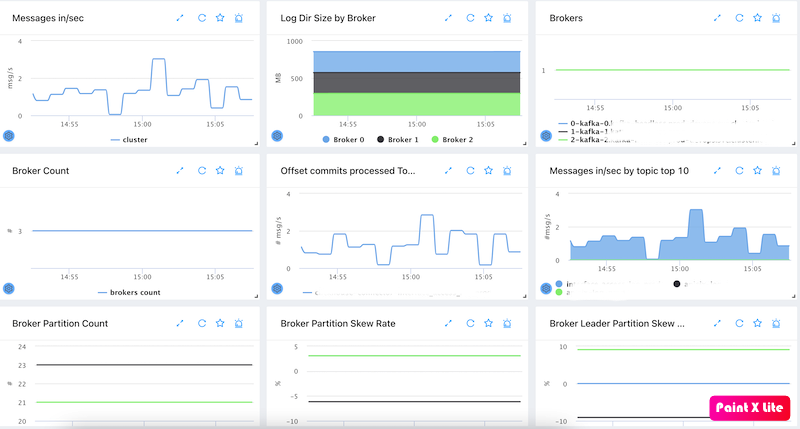 Messages in/sec
4
2
0
msg/s
14:55
15:00
15:05
cluster
Log Dir Size by Broker
1000
500
0
MB
14:55
15:00
15:05
Broker 0 Broker 1 Broker 2
Brokers
1
14:55
15:00
15:05
0-kafka-0.
1-kafka-1
2-kafka-2
Broker Count
%
3
14:55
15:00
15:05
brokers count
Offset commits processed To...
4
2
0
# msg/s
14:55
15:00
15:05
Messages in/sec by topic top 10
4
2
0
#msg/s
14:55
15:00
15:05
Broker Partition Count
24
23
22
21
20
%
Broker Partition Skew Rate
5
0
-5
-10
%
Broker Leader Partition Skew ...
10
0
-10
%
Paint X Lite